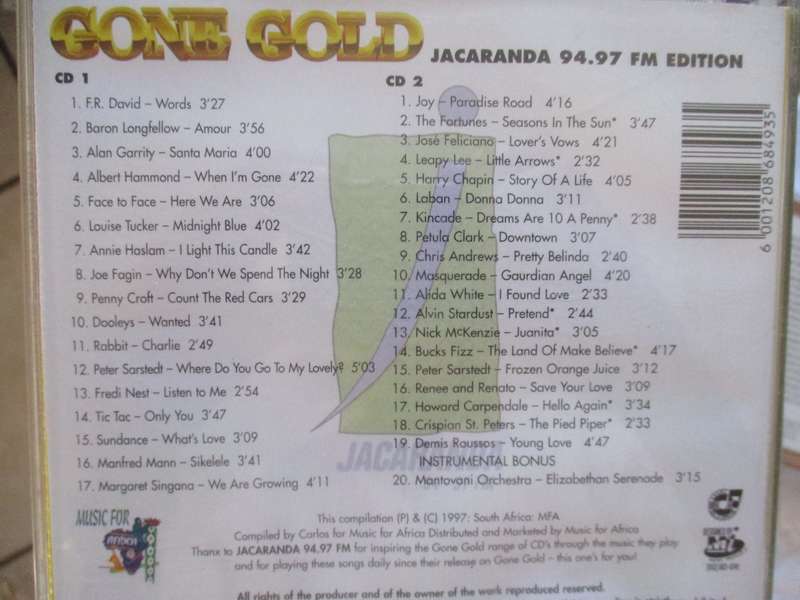 GONE GOLD
JACARANDA 94.97 FM EDITION
CD 1
1. F.R. David – Words 3'27
2. Baron Longfellow – Amour 3'56
3. Alan Garrity – Santa Maria 4'00
4. Albert Hammond – When I'm Gone 4'22
5. Face to Face – Here We Are 3'06
6. Louise Tucker – Midnight Blue 4'02
7. Annie Haslam – I Light This Candle 3'42
8. Joe Fagin – Why Don't We Spend The Night 3'28
9. Penny Croft – Count The Red Cars 3'29
10. Dooleys – Wanted 3'41
11. Rabbit – Charlie 2'49
12. Peter Sarstedt – Where Do You Go To My Lovely? 5'03
13. Fredi Nest – Listen to Me 2'54
14. Tic Tac – Only You 3'47
15. Sundance – What's Love 3'09
16. Manfred Mann – Sikelele 3'41
17. Margaret Singana – We Are Growing 4'11
CD 2
1. Joy – Paradise Road 4'16
2. The Fortunes – Seasons In The Sun* 3'47
3. José Feliciano – Lover's Vows 4'21
4. Leapy Lee – Little Arrows* 2'32
5. Harry Chapin – Story Of A Life 4'05
6. Laban – Donna Donna 3'11
7. Kincade – Dreams Are 10 A Penny* 2'38
8. Petula Clark – Downtown 3'07
9. Chris Andrews – Pretty Belinda 2'40
10. Masquerade – Gaurdian Angel 4'20
11. Alida White – I Found Love 2'33
12. Alvin Stardust – Pretend* 2'44
13. Nick McKenzie – Juanita* 3'05
14. Bucks Fizz – The Land Of Make Believe* 4'17
15. Peter Sarstedt – Frozen Orange Juice 3'12
16. Renee and Renato – Save Your Love 3'09
17. Howard Carpendale – Hello Again* 3'34
18. Crispian St. Peters – The Pied Piper* 2'33
19. Demis Roussos – Young Love 4'47
INSTRUMENTAL BONUS
20. Mantovani Orchestra – Elizabethan Serenade 3'15
6 001208 684935
JACARANDA
MUSIC FOR
AFRICA
This compilation (P) & (C) 1997: South Africa: MFA
Compiled by Carlos for Music for Africa Distributed and Marketed by Music for Africa
Thanx to JACARANDA 94.97 FM for inspiring the Gone Gold range of CD's through the music they play
and for playing these songs daily since their release on Gone Gold – this one's for you!
All rights of the producer and of the owner of the work reproduced reserved.